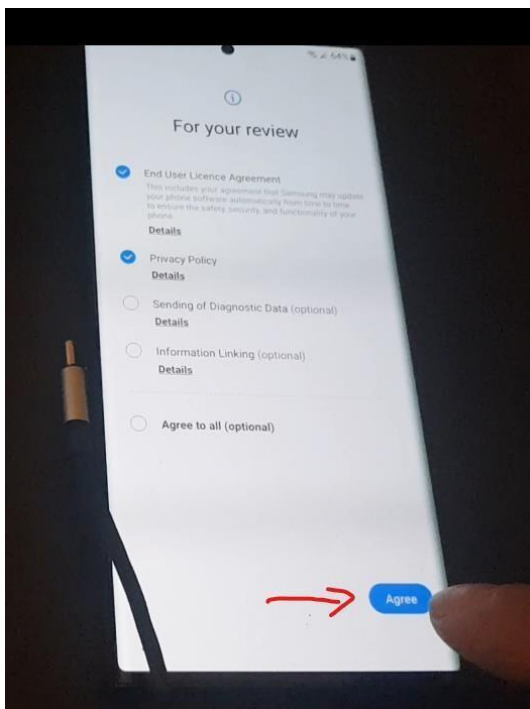 64%
For your review
End User Licence Agreement
This includes your agreement that Samsung may update
your phone software automatically from time to time
to ensure the safety, security, and functionality of your
phone.
Details
Privacy Policy
Details
Sending of Diagnostic Data (optional)
Details
Information Linking (optional)
Details
Agree to all (optional)
Agree